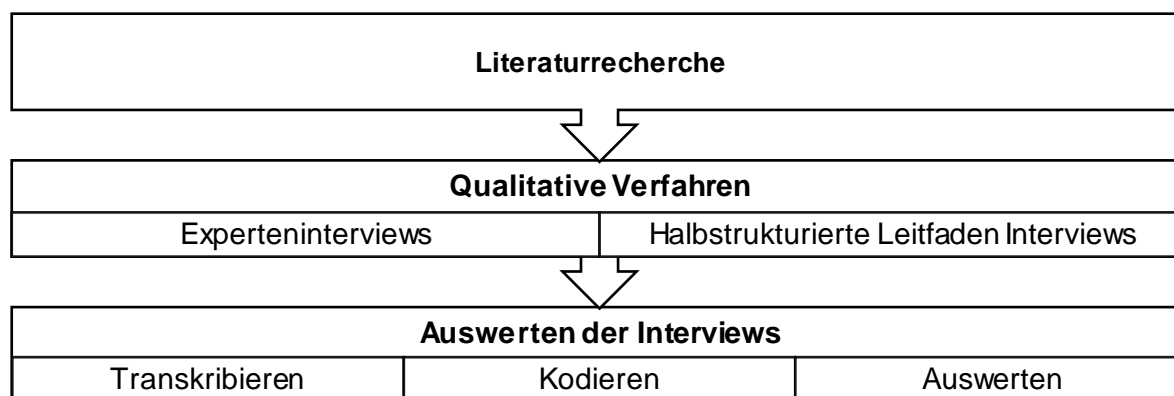 Literaturrecherche
Qualitative Verfahren
Experteninterviews
Halbstrukturierte Leitfaden Interviews
Auswerten der Interviews
Transkribieren
Kodieren
Auswerten